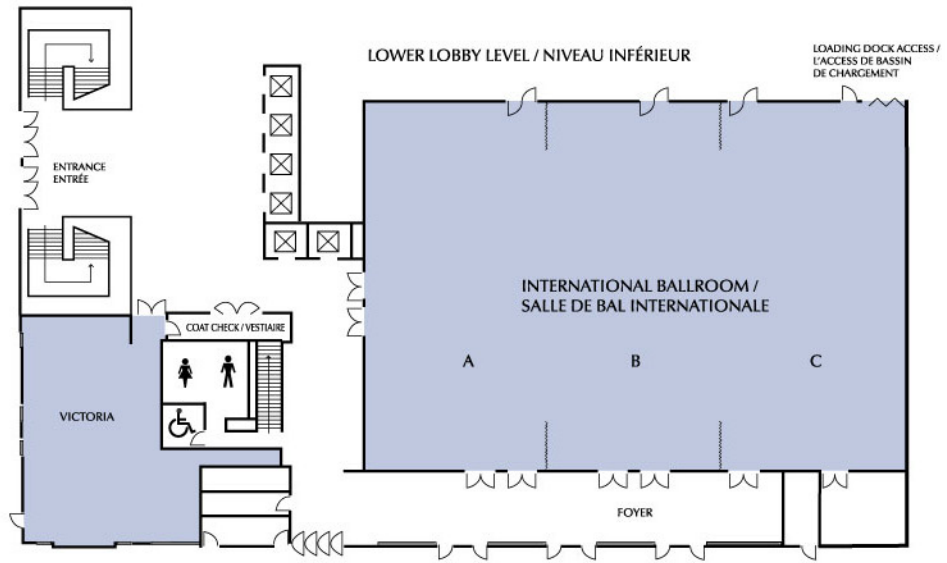 LOWER LOBBY LEVEL / NIVEAU INFÉRIEUR
LOADING DOCK ACCESS /
L'ACCESS DE BASSIN
DE CHARGEMENT
ENTRANCE
ENTRÉE
INTERNATIONAL BALLROOM /
SALLE DE BAL INTERNATIONALE
COAT CHECK / VESTIAIRE
A
B
C
VICTORIA
FOYER